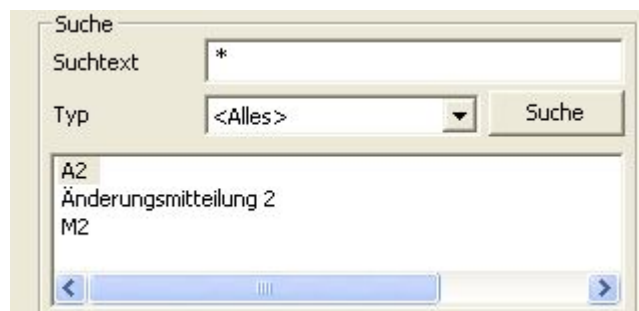 Suche
Suchtext *
Typ <Alles> Suche
A2
Änderungsmitteilung 2
M2